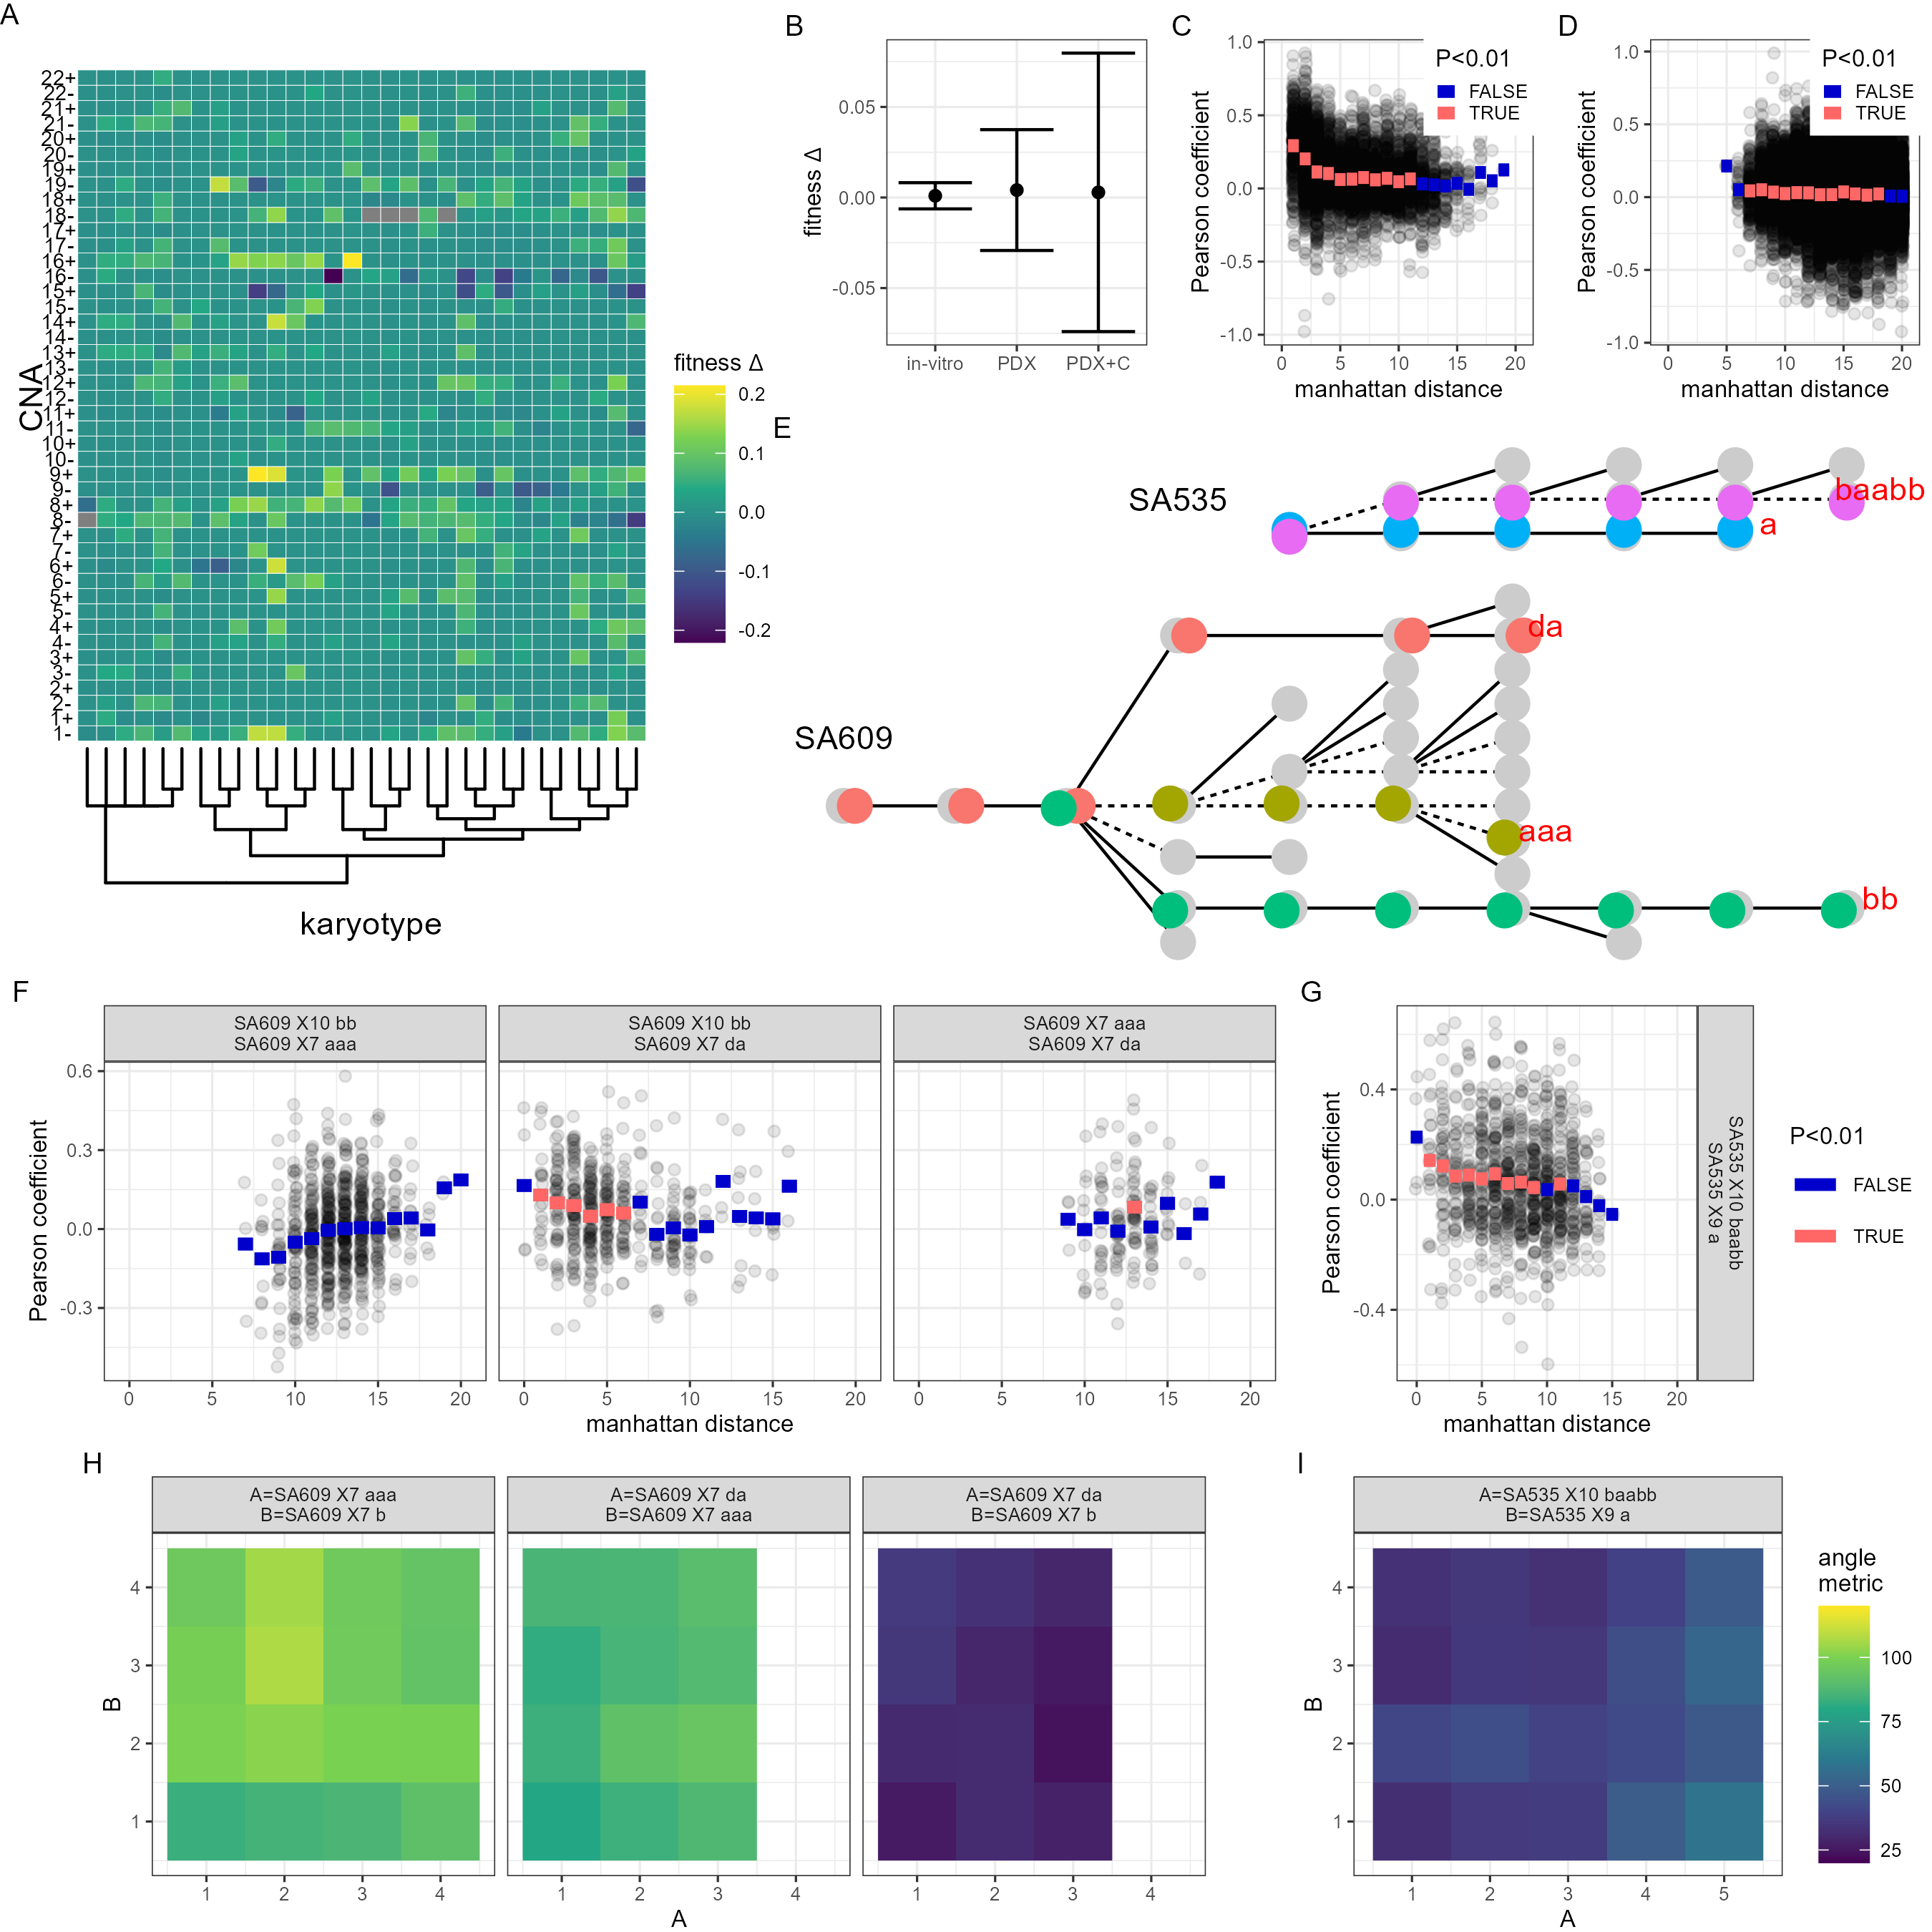 A
22+
22-
21+
21-
20+
20-
19+
19-
18+
18-
17+
17-
16+
16-
15+
15-
14+
14-
13+
13-
12+
12-
11+
11-
10+
10-
9+
9-
8+
8-
7+
7-
6+
6-
5+
5-
4+
4-
3+
3-
2+
2-
1+
1-
CNA
karyotype
fitness Δ
0.2
0.1
0.0
-0.1
-0.2
B
fitness Δ
0.05
0.00
-0.05
in-vitro PDX PDX+C
C
Pearson coefficient
1.0
0.5
0.0
-0.5
-1.0
0 5 10 15 20
manhattan distance
P<0.01
FALSE
TRUE
D
Pearson coefficient
1.0
0.5
0.0
-0.5
-1.0
0 5 10 15 20
manhattan distance
P<0.01
FALSE
TRUE
E
SA535
baabb
a
SA609
da
aaa
bb
F
SA609 X10 bb
SA609 X7 aaa
SA609 X10 bb
SA609 X7 da
SA609 X7 aaa
SA609 X7 da
Pearson coefficient
0.6
0.3
0.0
-0.3
0 5 10 15 20
0 5 10 15 20
0 5 10 15 20
manhattan distance
G
Pearson coefficient
0.4
0.0
-0.4
0 5 10 15 20
manhattan distance
SA535 X10 baabb
SA535 X9 a
P<0.01
FALSE
TRUE
H
A=SA609 X7 aaa
B=SA609 X7 b
A=SA609 X7 da
B=SA609 X7 aaa
A=SA609 X7 da
B=SA609 X7 b
B
4
3
2
1
1 2 3 4
1 2 3 4
1 2 3 4
A
I
A=SA535 X10 baabb
B=SA535 X9 a
B
4
3
2
1
1 2 3 4 5
A
angle
metric
100
75
50
25